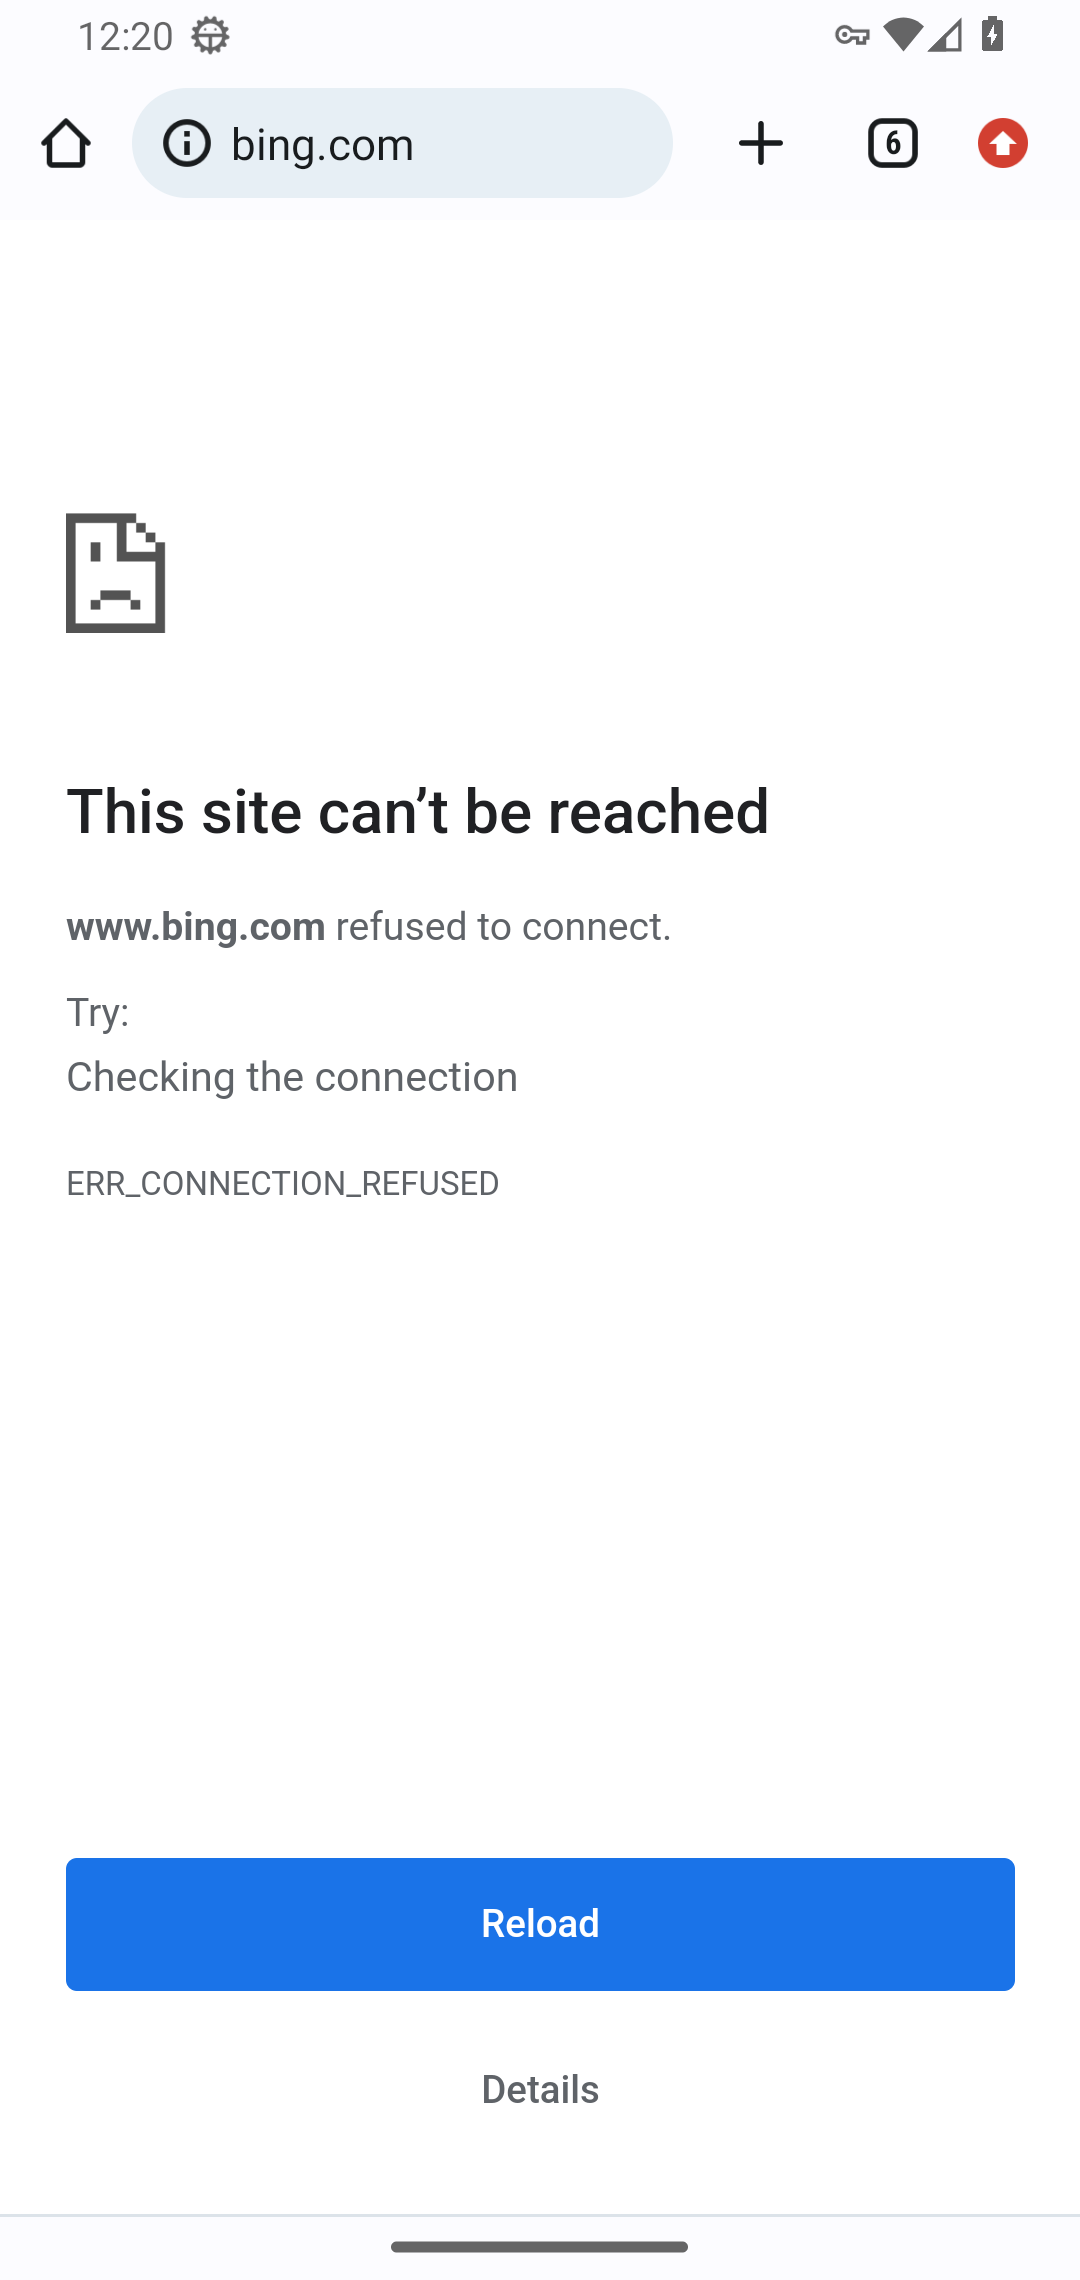 12:20
bing.com
6
This site can’t be reached
www.bing.com refused to connect.
Try:
Checking the connection
ERR_CONNECTION_REFUSED
Reload
Details